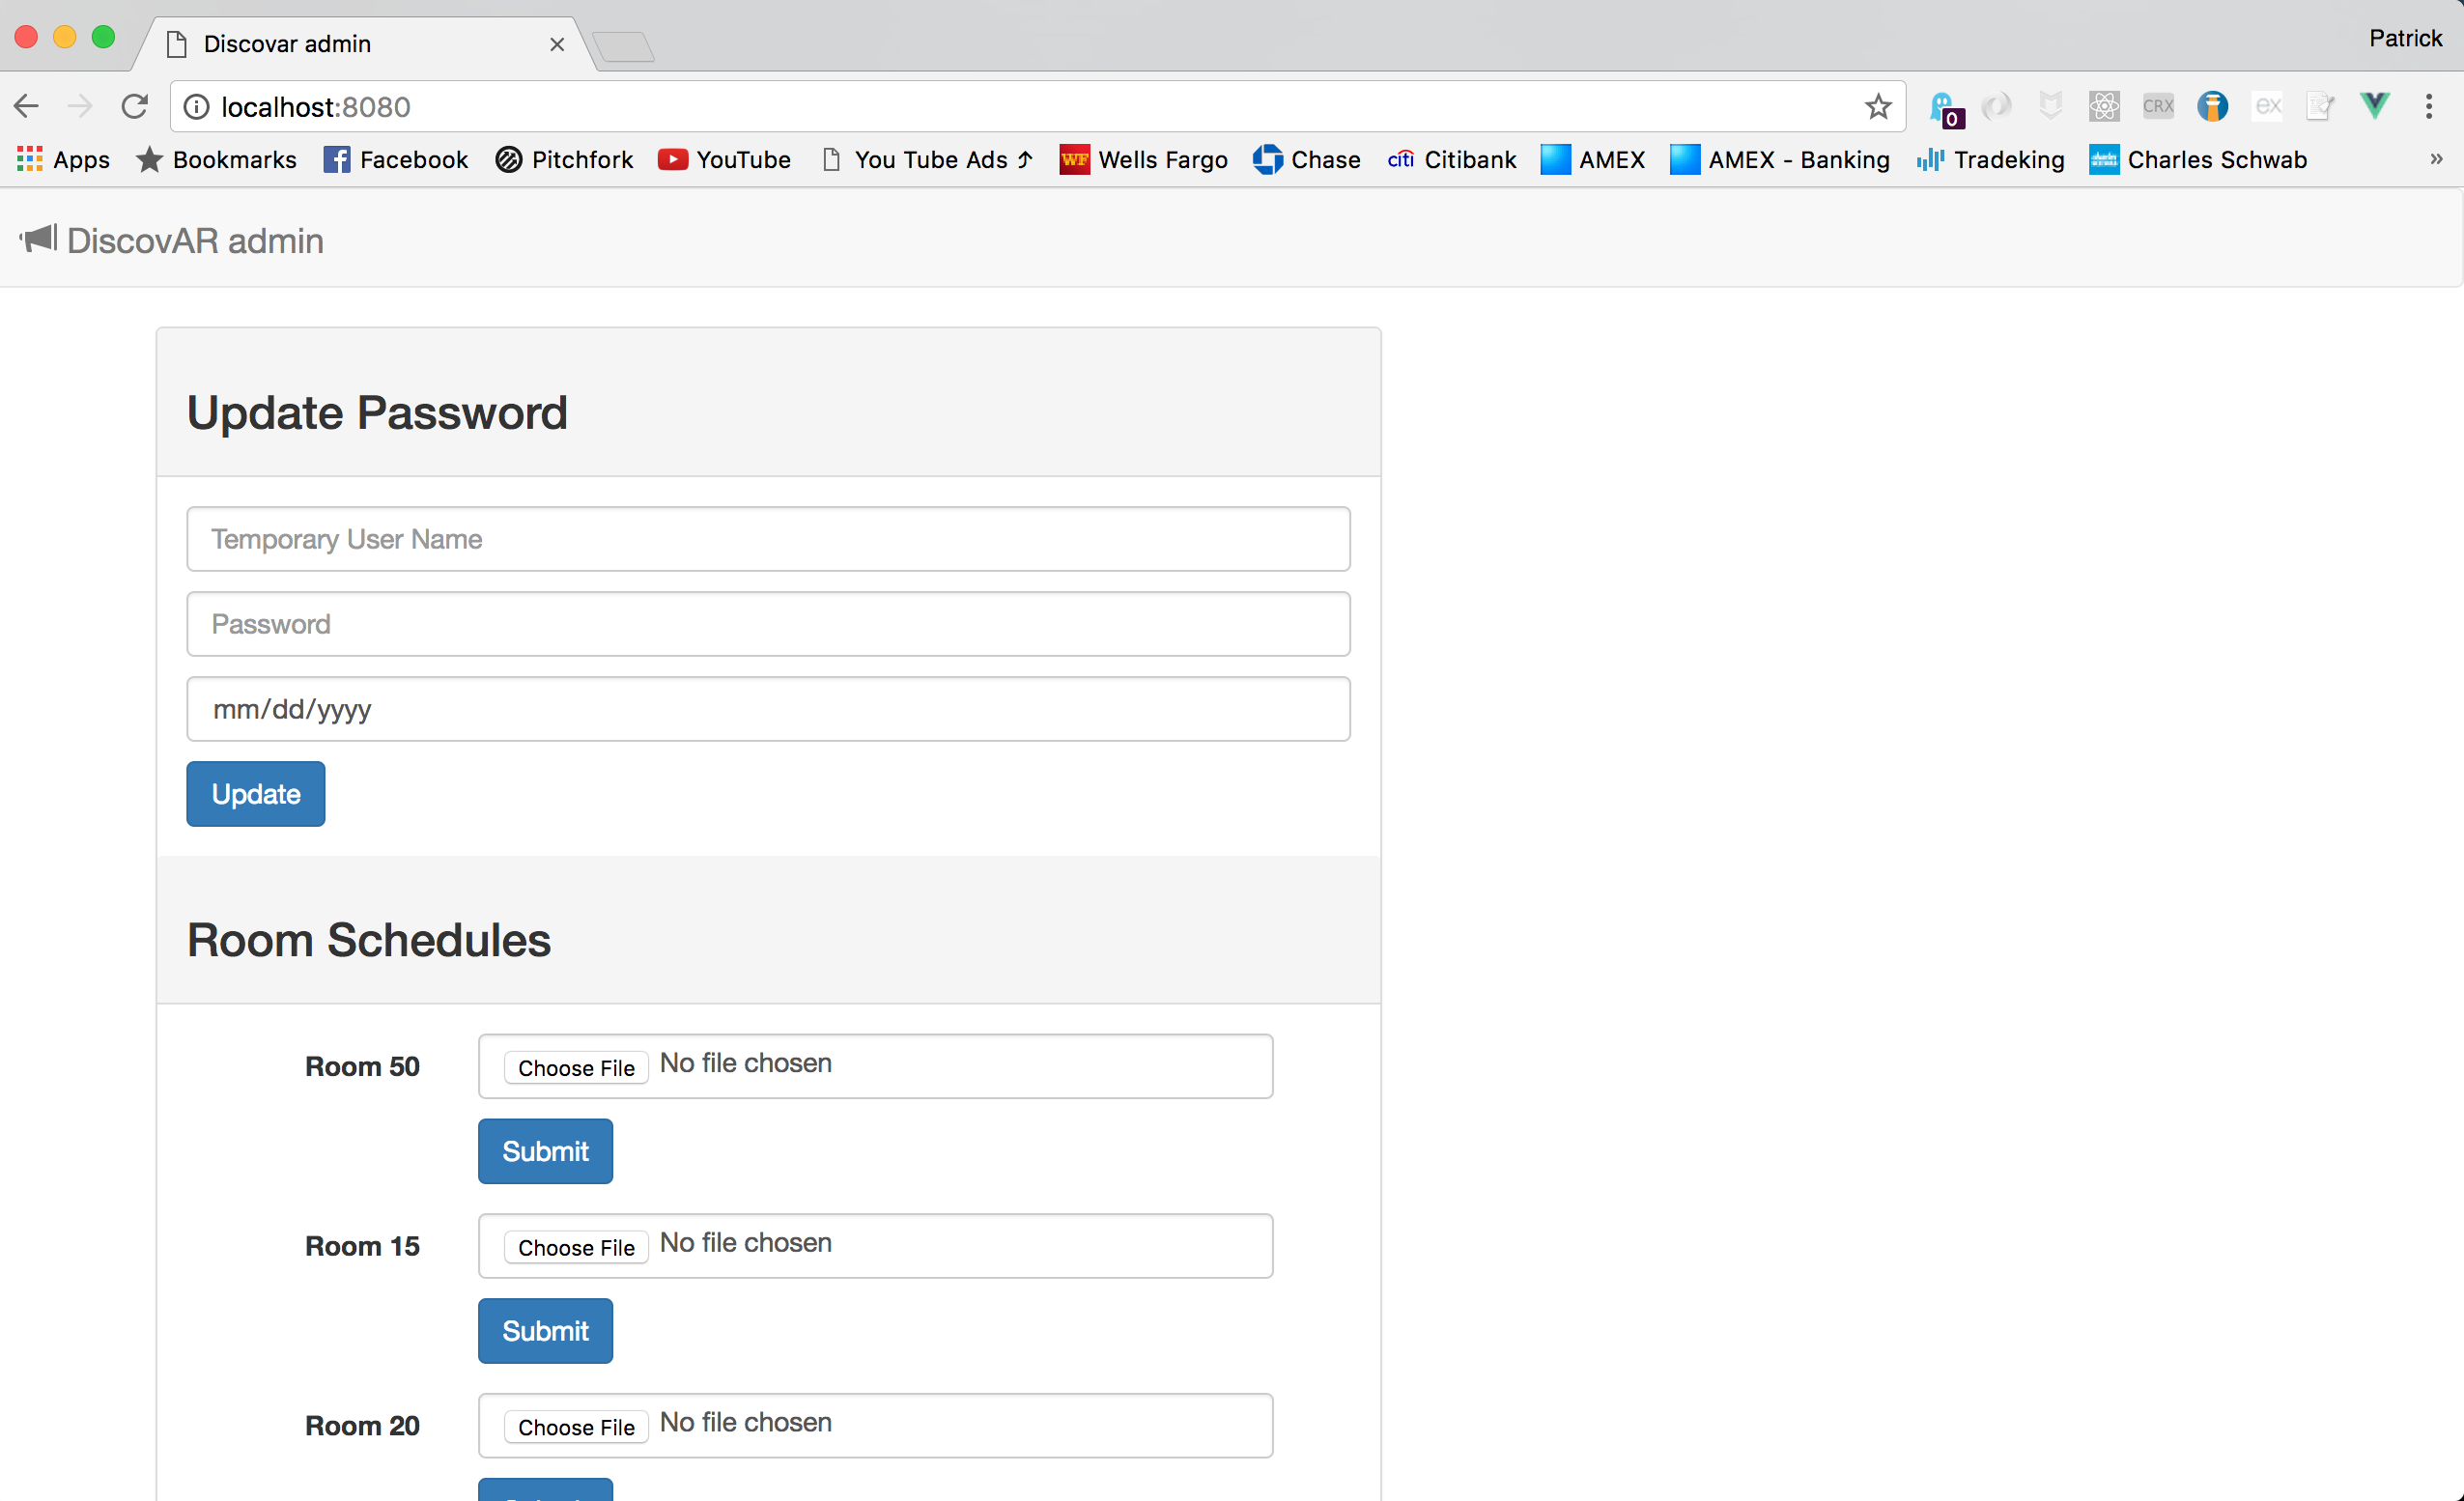 Discovar admin
Patrick
localhost:8080
0
CRX
ex
Apps Bookmarks Facebook Pitchfork YouTube You Tube Ads WF Wells Fargo Chase citi Citibank AMEX AMEX - Banking Tradeking Charles Schwab »
DiscovAR admin
Update Password
Temporary User Name
Password
mm/dd/yyyy
Update
Room Schedules
Room 50 Choose File No file chosen
Submit
Room 15 Choose File No file chosen
Submit
Room 20 Choose File No file chosen